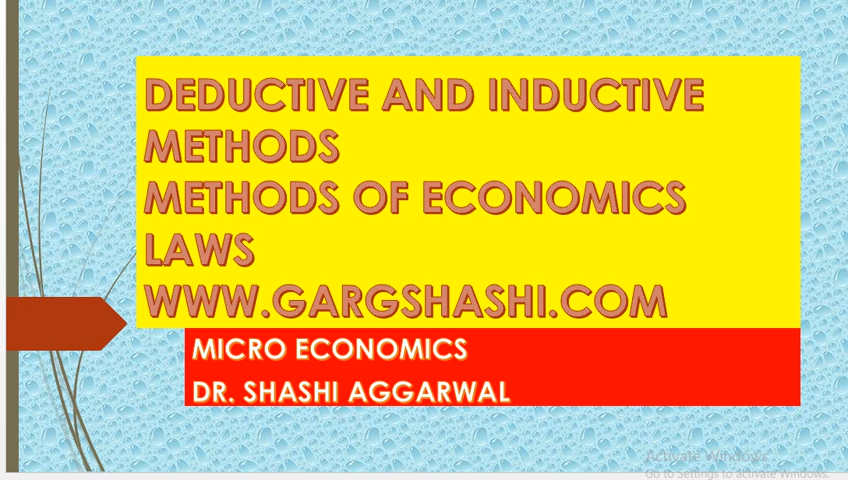 DEDUCTIVE AND INDUCTIVE
METHODS
METHODS OF ECONOMICS
LAWS
WWW.GARGSHASHI.COM
MICRO ECONOMICS
DR. SHASHI AGGARWAL
Activate Windows
Go to Settings to activate Windows.